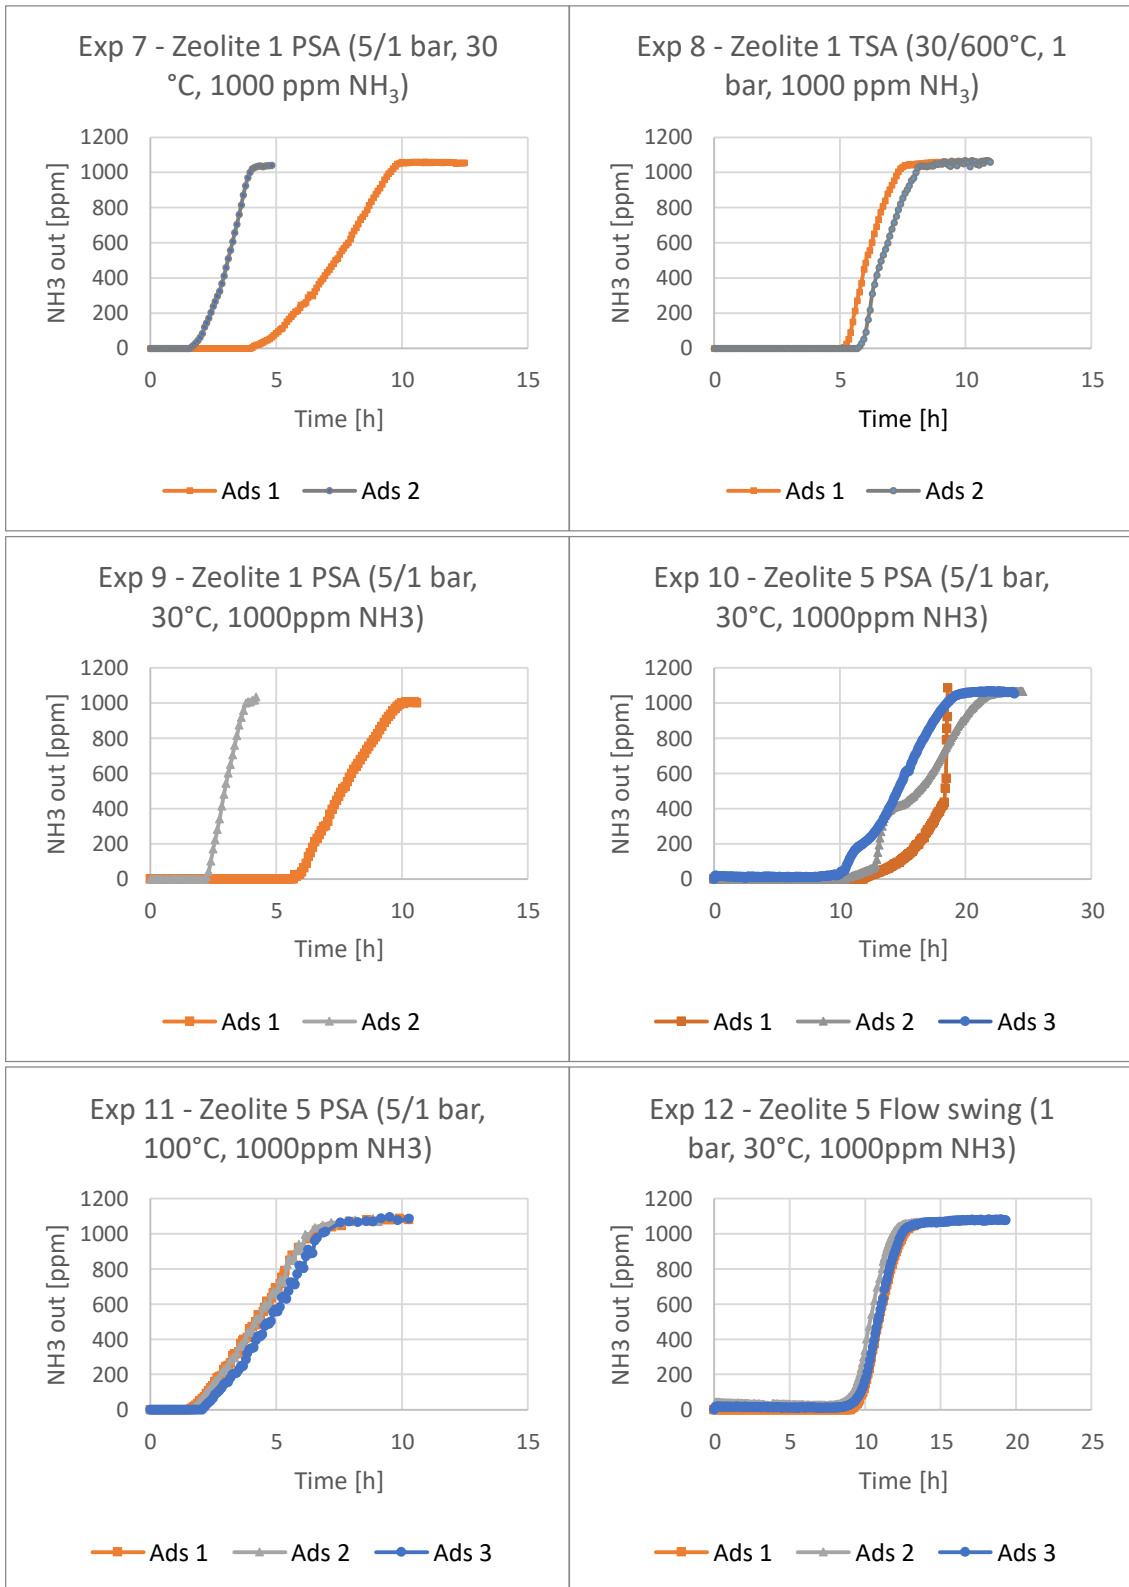 Exp 7 - Zeolite 1 PSA (5/1 bar, 30
°C, 1000 ppm NH₃)
1200
1000
800
600
400
200
0
NH3 out [ppm]
0 5 10 15
Time [h]
Ads 1 Ads 2
Exp 8 - Zeolite 1 TSA (30/600°C, 1
bar, 1000 ppm NH₃)
1200
1000
800
600
400
200
0
NH3 out [ppm]
0 5 10 15
Time [h]
Ads 1 Ads 2
Exp 9 - Zeolite 1 PSA (5/1 bar,
30°C, 1000ppm NH3)
1200
1000
800
600
400
200
0
NH3 out [ppm]
0 5 10 15
Time [h]
Ads 1 Ads 2
Exp 10 - Zeolite 5 PSA (5/1 bar,
30°C, 1000ppm NH3)
1200
1000
800
600
400
200
0
NH3 out [ppm]
0 10 20 30
Time [h]
Ads 1 Ads 2 Ads 3
Exp 11 - Zeolite 5 PSA (5/1 bar,
100°C, 1000ppm NH3)
1200
1000
800
600
400
200
0
NH3 out [ppm]
0 5 10 15
Time [h]
Ads 1 Ads 2 Ads 3
Exp 12 - Zeolite 5 Flow swing (1
bar, 30°C, 1000ppm NH3)
1200
1000
800
600
400
200
0
NH3 out [ppm]
0 5 10 15 20 25
Time [h]
Ads 1 Ads 2 Ads 3